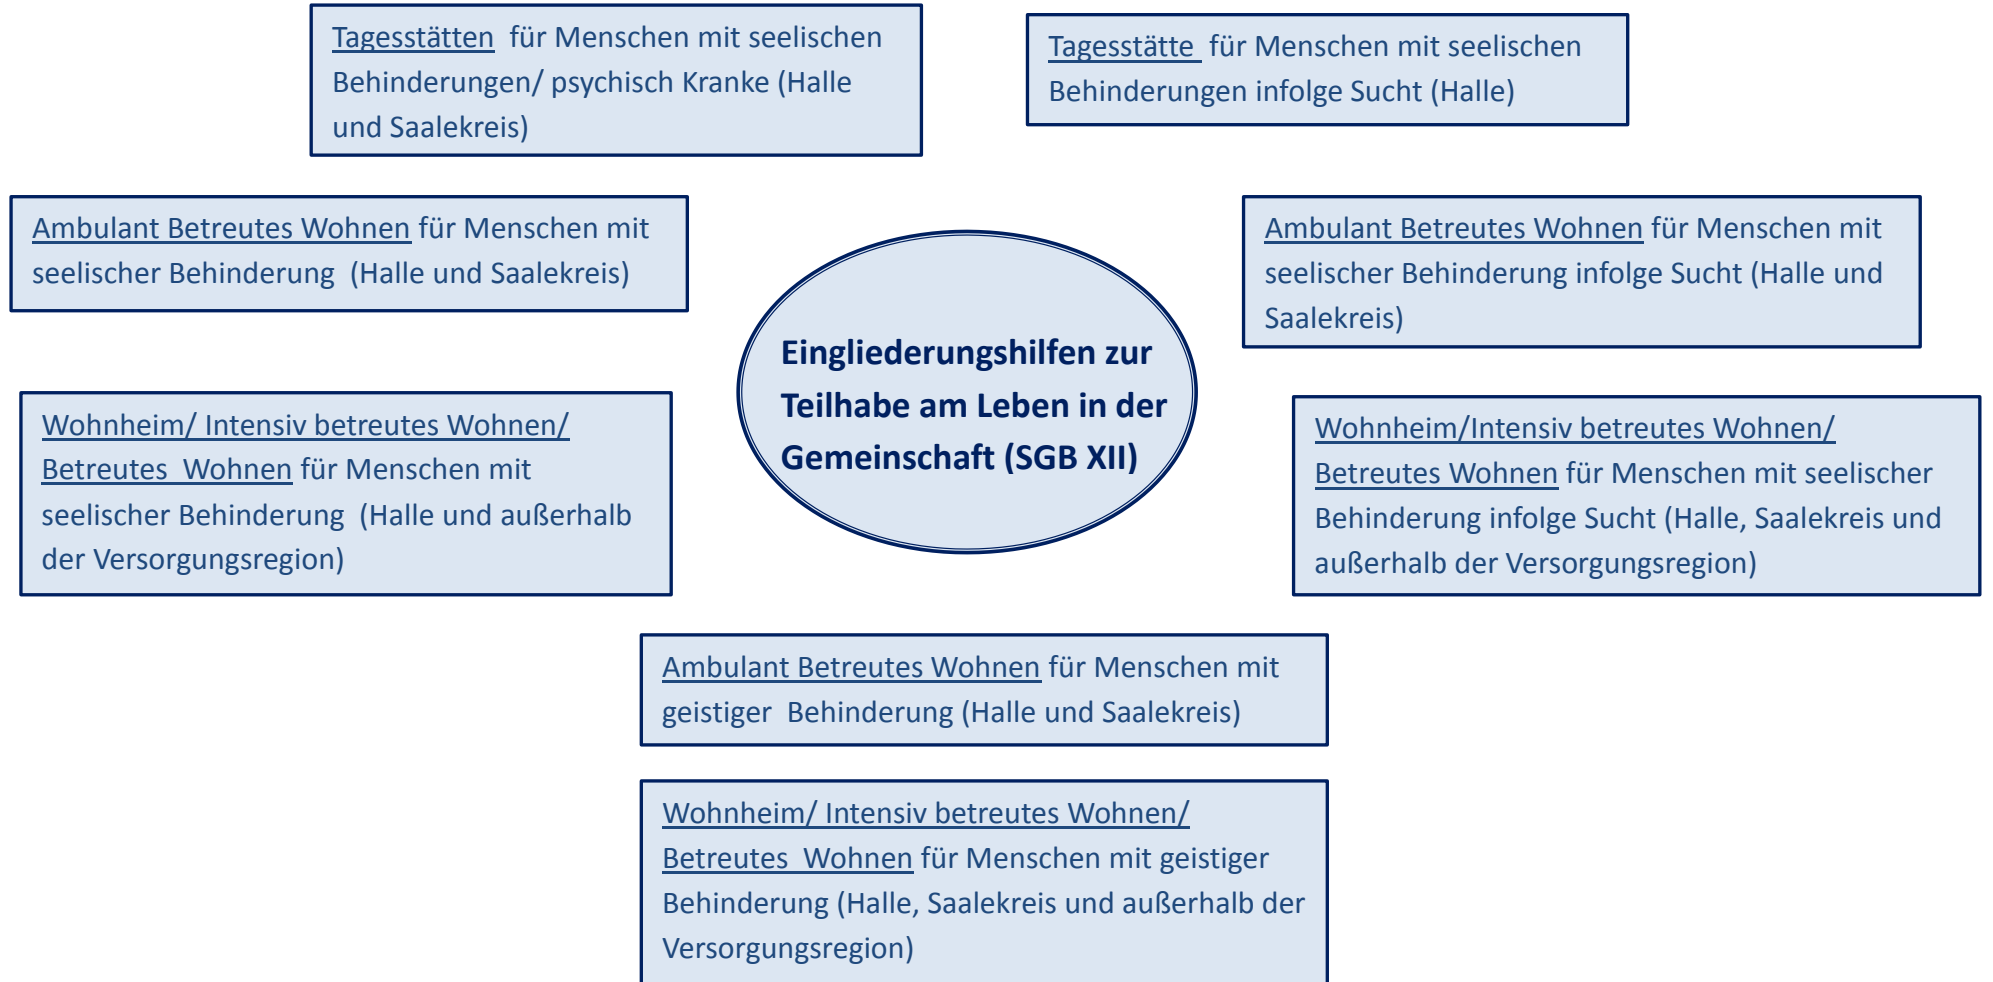 Tagesstätten für Menschen mit seelischen
Behinderungen/ psychisch Kranke (Halle
und Saalekreis)
Tagesstätte für Menschen mit seelischen
Behinderungen infolge Sucht (Halle)
Ambulant Betreutes Wohnen für Menschen mit
seelischer Behinderung (Halle und Saalekreis)
Ambulant Betreutes Wohnen für Menschen mit
seelischer Behinderung infolge Sucht (Halle und
Saalekreis)
Eingliederungshilfen zur
Teilhabe am Leben in der
Gemeinschaft (SGB XII)
Wohnheim/ Intensiv betreutes Wohnen/
Betreutes Wohnen für Menschen mit
seelischer Behinderung (Halle und außerhalb
der Versorgungsregion)
Wohnheim/Intensiv betreutes Wohnen/
Betreutes Wohnen für Menschen mit seelischer
Behinderung infolge Sucht (Halle, Saalekreis und
außerhalb der Versorgungsregion)
Ambulant Betreutes Wohnen für Menschen mit
geistiger Behinderung (Halle und Saalekreis)
Wohnheim/ Intensiv betreutes Wohnen/
Betreutes Wohnen für Menschen mit geistiger
Behinderung (Halle, Saalekreis und außerhalb der
Versorgungsregion)